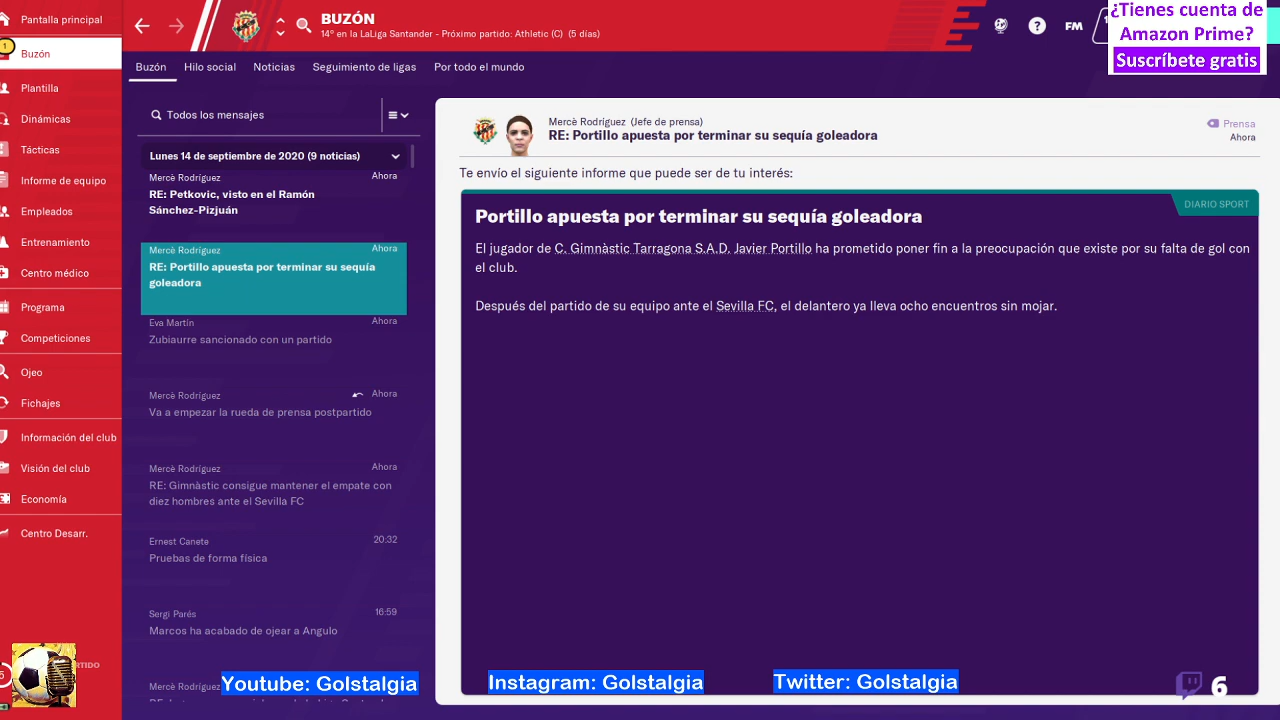 Pantalla principal
1
Buzón
Plantilla
Dinámicas
Tácticas
Informe de equipo
Empleados
Entrenamiento
Centro médico
Programa
Competiciones
Ojeo
Fichajes
Información del club
Visión del club
Economía
Centro Desarr.
BUZÓN
14º en la LaLiga Santander - Próximo partido: Athletic (C) (5 días)
?
FM
¿Tienes cuenta de
Amazon Prime?
Suscríbete gratis
Buzón
Hilo social
Noticias
Seguimiento de ligas
Por todo el mundo
Todos los mensajes
Lunes 14 de septiembre de 2020 (9 noticias)
Mercè Rodríguez Ahora
RE: Petkovic, visto en el Ramón
Sánchez-Pizjuán
Mercè Rodríguez Ahora
RE: Portillo apuesta por terminar su sequía
goleadora
Eva Martín Ahora
Zubiaurre sancionado con un partido
Mercè Rodríguez Ahora
Va a empezar la rueda de prensa postpartido
Mercè Rodríguez Ahora
RE: Gimnàstic consigue mantener el empate con
diez hombres ante el Sevilla FC
Ernest Canete 20:32
Pruebas de forma física
Sergi Parés 16:59
Marcos ha acabado de ojear a Angulo
Mercè Rodríguez
Mercè Rodríguez (Jefe de prensa)
RE: Portillo apuesta por terminar su sequía goleadora
Prensa
Ahora
Te envío el siguiente informe que puede ser de tu interés:
DIARIO SPORT
Portillo apuesta por terminar su sequía goleadora
El jugador de C. Gimnàstic Tarragona S.A.D. Javier Portillo ha prometido poner fin a la preocupación que existe por su falta de gol con
el club.
Después del partido de su equipo ante el Sevilla FC, el delantero ya lleva ocho encuentros sin mojar.
Youtube: Golstalgia
Instagram: Golstalgia
Twitter: Golstalgia
6